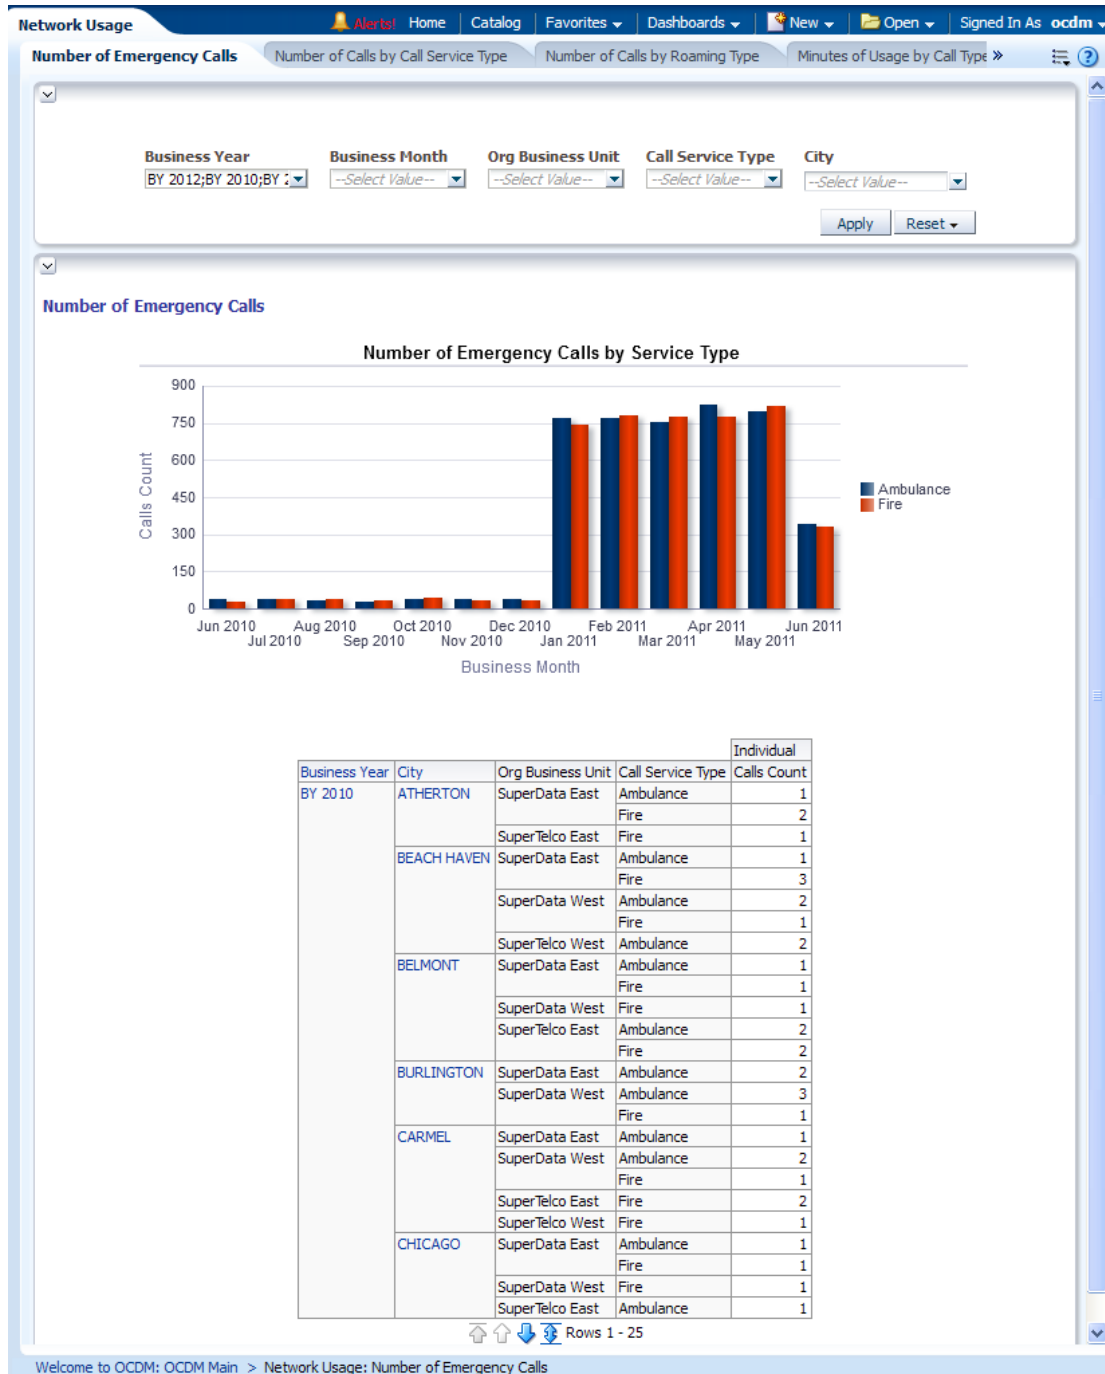 Network Usage
Alerts! Home Catalog Favorites Dashboards New Open Signed In As ocdm
Number of Emergency Calls Number of Calls by Call Service Type Number of Calls by Roaming Type Minutes of Usage by Call Type »
Business Year Business Month Org Business Unit Call Service Type City
BY 2012;BY 2010;BY 2 --Select Value-- --Select Value-- --Select Value-- --Select Value--
Apply Reset
Number of Emergency Calls
Number of Emergency Calls by Service Type
900
750
600
450
300
150
0
Calls Count
Ambulance
Fire
Jun 2010 Aug 2010 Oct 2010 Dec 2010 Feb 2011 Apr 2011 Jun 2011
Jul 2010 Sep 2010 Nov 2010 Jan 2011 Mar 2011 May 2011
Business Month
Individual
Business Year City Org Business Unit Call Service Type Calls Count
BY 2010 ATHERTON SuperData East Ambulance 1
Fire 2
SuperTelco East Fire 1
BEACH HAVEN SuperData East Ambulance 1
Fire 3
SuperData West Ambulance 2
Fire 1
SuperTelco West Ambulance 2
BELMONT SuperData East Ambulance 1
Fire 1
SuperData West Fire 1
SuperTelco East Ambulance 2
Fire 2
BURLINGTON SuperData East Ambulance 2
SuperData West Ambulance 3
Fire 1
CARMEL SuperData East Ambulance 1
SuperData West Ambulance 2
Fire 1
SuperTelco East Fire 2
SuperTelco West Fire 1
CHICAGO SuperData East Ambulance 1
Fire 1
SuperData West Fire 1
SuperTelco East Ambulance 1
Rows 1 - 25
Welcome to OCDM: OCDM Main > Network Usage: Number of Emergency Calls